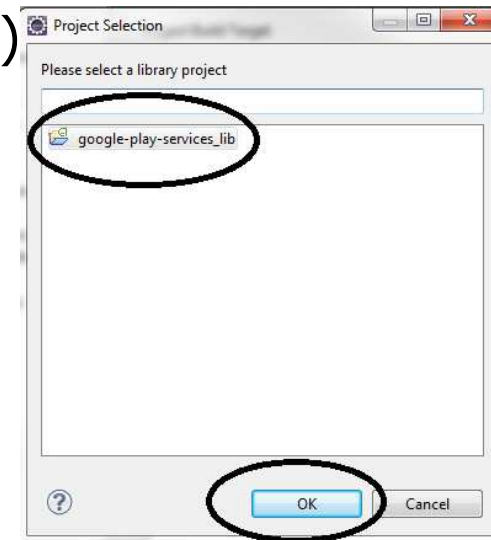 )
Project Selection
Please select a library project
google-play-services_lib
?
OK
Cancel